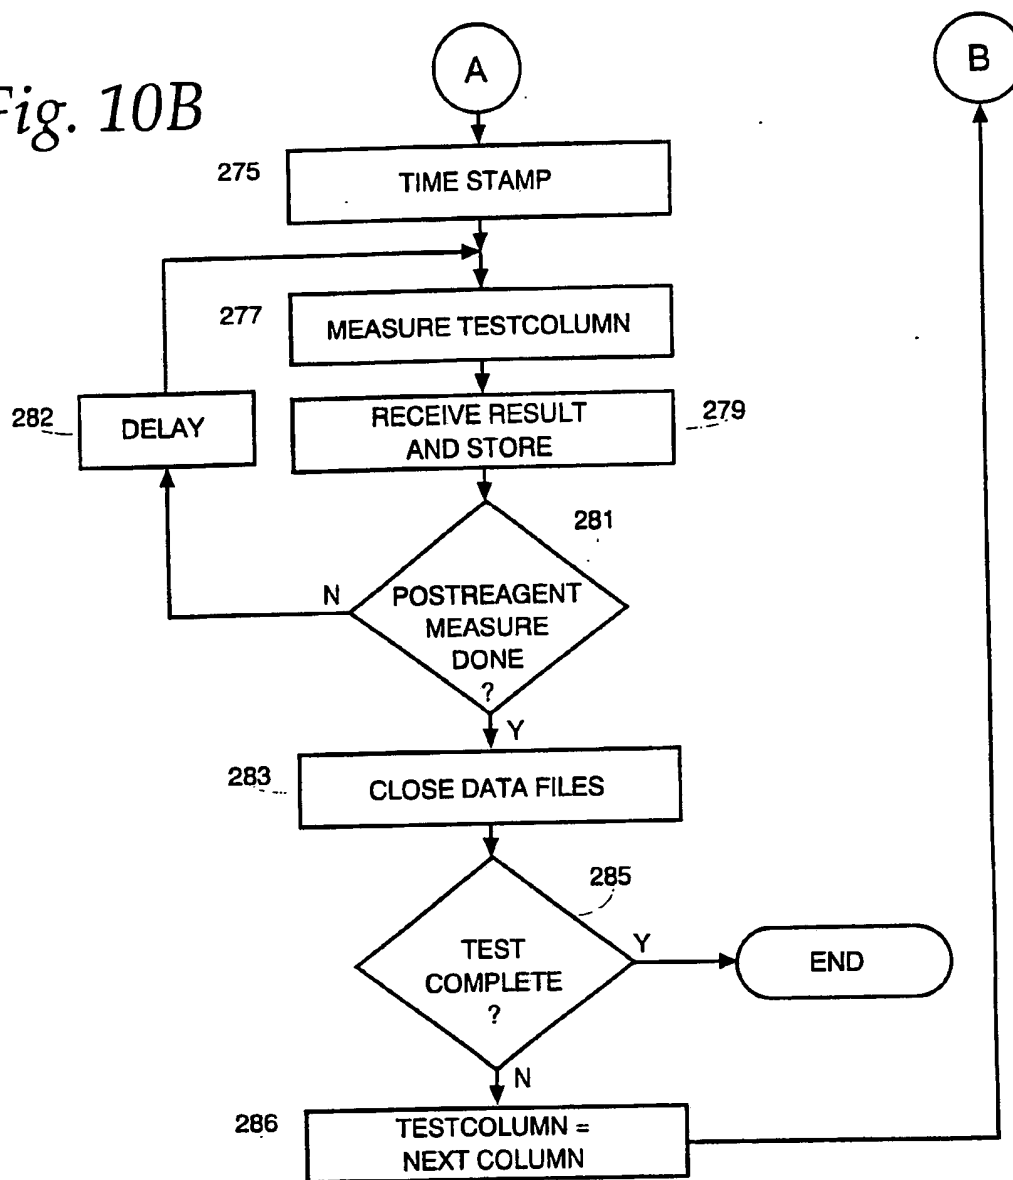 A
B
Fig. 10B
275
TIME STAMP
277
MEASURE TESTCOLUMN
282
DELAY
RECEIVE RESULT
AND STORE
279
281
N
POSTREAGENT
MEASURE
DONE
?
Y
283
CLOSE DATA FILES
285
TEST
COMPLETE
?
Y
END
N
286
TESTCOLUMN =
NEXT COLUMN